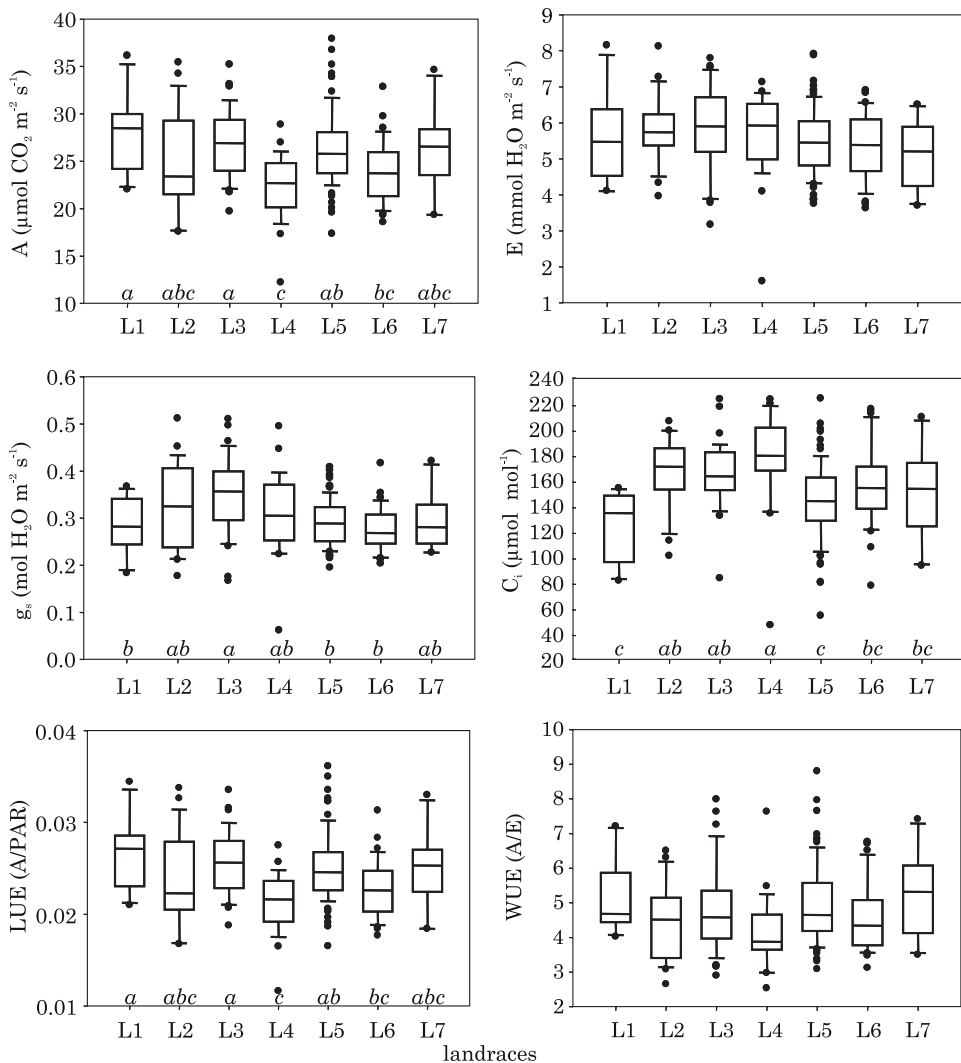 A (μmol CO₂ m⁻² s⁻¹)
40
35
30
25
20
15
10
a abc a c ab bc abc
L1 L2 L3 L4 L5 L6 L7
E (mmol H₂O m⁻² s⁻¹)
9
8
7
6
5
4
3
2
1
L1 L2 L3 L4 L5 L6 L7
gₛ (mol H₂O m⁻² s⁻¹)
0.6
0.5
0.4
0.3
0.2
0.1
0.0
b ab a ab b b ab
L1 L2 L3 L4 L5 L6 L7
Cᵢ (μmol mol⁻¹)
240
220
200
180
160
140
120
100
80
60
40
20
c ab ab a c bc bc
L1 L2 L3 L4 L5 L6 L7
LUE (A/PAR)
0.04
0.03
0.02
0.01
a abc a c ab bc abc
L1 L2 L3 L4 L5 L6 L7
WUE (A/E)
10
9
8
7
6
5
4
3
2
L1 L2 L3 L4 L5 L6 L7
landraces